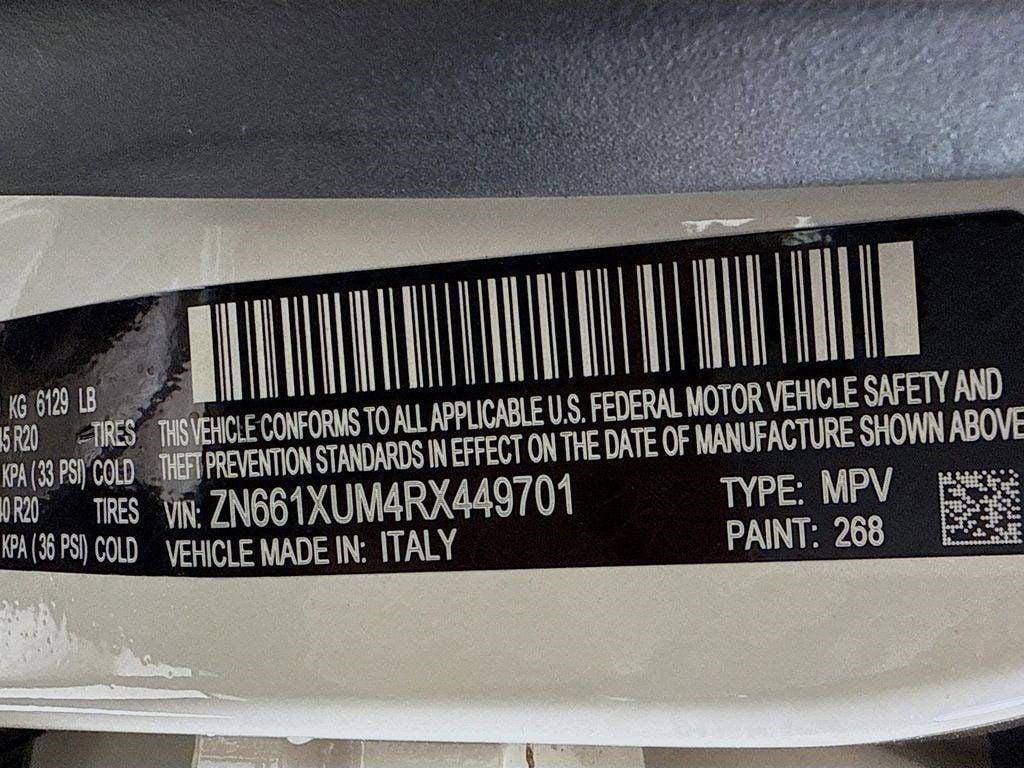 KG 6129 LB
45 R20 TIRES
KPA (33 PSI) COLD
40 R20 TIRES
KPA (36 PSI) COLD
THIS VEHICLE CONFORMS TO ALL APPLICABLE U.S. FEDERAL MOTOR VEHICLE SAFETY AND
THEFT PREVENTION STANDARDS IN EFFECT ON THE DATE OF MANUFACTURE SHOWN ABOVE
VIN: ZN661XUM4RX449701 TYPE: MPV
VEHICLE MADE IN: ITALY PAINT: 268